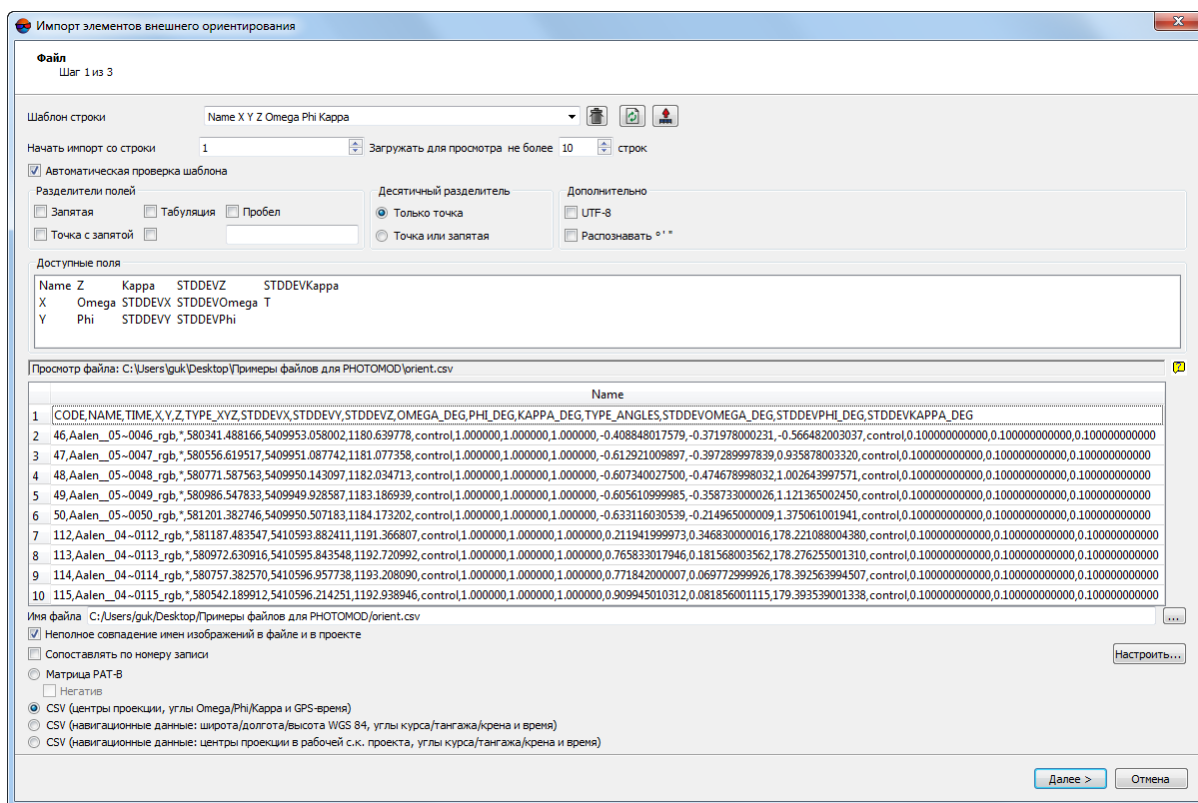 Импорт элементов внешнего ориентирования
Файл
Шаг 1 из 3
Шаблон строки Name X Y Z Omega Phi Kappa
Начать импорт со строки 1 Загружать для просмотра не более 10 строк
Автоматическая проверка шаблона
Разделители полей Десятичный разделитель Дополнительно
Запятая Табуляция Пробел Только точка UTF-8
Точка с запятой Точка или запятая Распознавать ° ' "
Доступные поля
Name Z Kappa STDDEVZ STDDEVKappa
X Omega STDDEVX STDDEVOmega T
Y Phi STDDEVY STDDEVPhi
Просмотр файла: C:\Users\guk\Desktop\Примеры файлов для PHOTOMOD\orient.csv
Name
1 CODE,NAME,TIME,X,Y,Z,TYPE_XYZ,STDDEVX,STDDEVY,STDDEVZ,OMEGA_DEG,PHI_DEG,KAPPA_DEG,TYPE_ANGLES,STDDEVOMEGA_DEG,STDDEVPHI_DEG,STDDEVKAPPA_DEG
2 46,Aalen__05~0046_rgb,*,580341.488166,5409953.058002,1180.639778,control,1.000000,1.000000,1.000000,-0.408848017579,-0.371978000231,-0.566482003037,control,0.100000000000,0.100000000000,0.100000000000
3 47,Aalen__05~0047_rgb,*,580556.619517,5409951.087742,1181.077358,control,1.000000,1.000000,1.000000,-0.612921009897,-0.397289997839,0.935878003320,control,0.100000000000,0.100000000000,0.100000000000
4 48,Aalen__05~0048_rgb,*,580771.587563,5409950.143097,1182.034713,control,1.000000,1.000000,1.000000,-0.607340027500,-0.474678998032,1.002643997571,control,0.100000000000,0.100000000000,0.100000000000
5 49,Aalen__05~0049_rgb,*,580986.547833,5409949.928587,1183.186939,control,1.000000,1.000000,1.000000,-0.605610999985,-0.358733000026,1.121365002450,control,0.100000000000,0.100000000000,0.100000000000
6 50,Aalen__05~0050_rgb,*,581201.382746,5409950.507183,1184.173202,control,1.000000,1.000000,1.000000,-0.633116030539,-0.214965000009,1.375061001941,control,0.100000000000,0.100000000000,0.100000000000
7 112,Aalen__04~0112_rgb,*,581187.483547,5410593.882411,1191.366807,control,1.000000,1.000000,1.000000,0.211941999973,0.346830000016,178.221088004380,control,0.100000000000,0.100000000000,0.100000000000
8 113,Aalen__04~0113_rgb,*,580972.630916,5410595.843548,1192.720992,control,1.000000,1.000000,1.000000,0.765833017946,0.181568003562,178.276255001310,control,0.100000000000,0.100000000000,0.100000000000
9 114,Aalen__04~0114_rgb,*,580757.382570,5410596.957738,1193.208090,control,1.000000,1.000000,1.000000,0.771842000007,0.069772999926,178.392563994507,control,0.100000000000,0.100000000000,0.100000000000
10 115,Aalen__04~0115_rgb,*,580542.189912,5410596.214251,1192.938946,control,1.000000,1.000000,1.000000,0.909945010312,0.081856001115,179.393539001338,control,0.100000000000,0.100000000000,0.100000000000
Имя файла C:/Users/guk/Desktop/Примеры файлов для PHOTOMOD/orient.csv ...
Неполное совпадение имен изображений в файле и в проекте
Сопоставлять по номеру записи Настроить...
Матрица PAT-B
Негатив
CSV (центры проекции, углы Omega/Phi/Kappa и GPS-время)
CSV (навигационные данные: широта/долгота/высота WGS 84, углы курса/тангажа/крена и время)
CSV (навигационные данные: центры проекции в рабочей с.к. проекта, углы курса/тангажа/крена и время)
Далее > Отмена